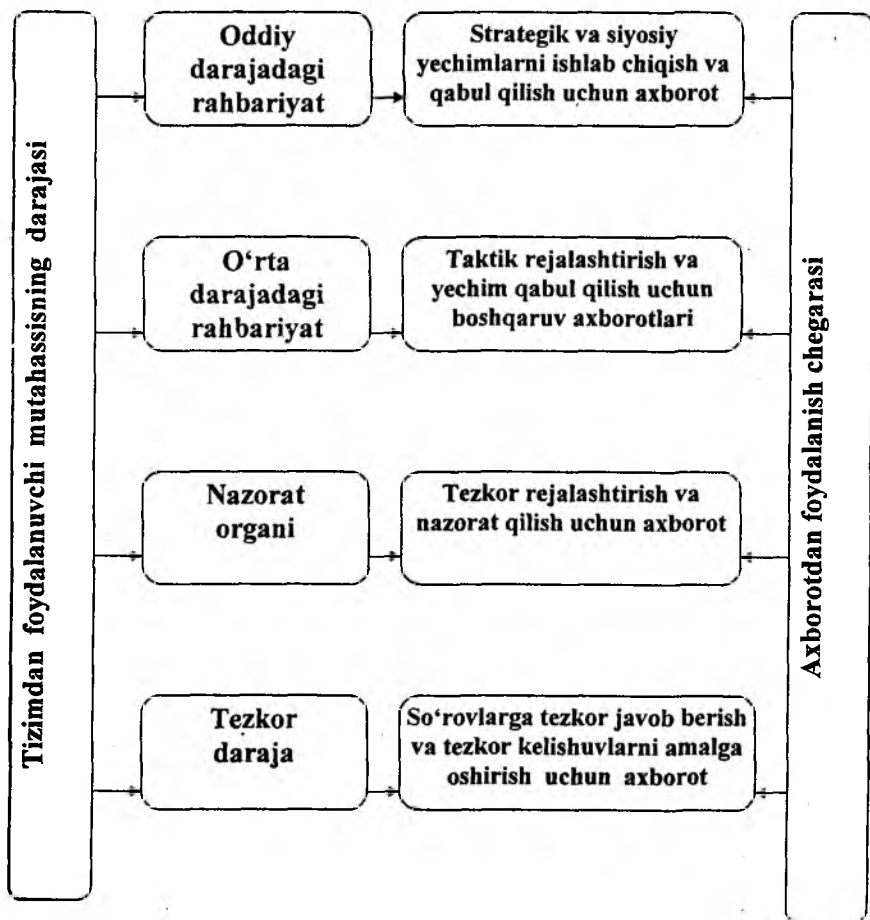 Tizimdan foydalanuvchi mutahassisning darajasi
Oddiy
darajadagi
rahbariyat
Strategik va siyosiy
yechimlarni ishlab chiqish va
qabul qilish uchun axborot
O‘rta
darajadagi
rahbariyat
Taktik rejalashtirish va
yechim qabul qilish uchun
boshqaruv axborotlari
Nazorat
organi
Tezkor rejalashtirish va
nazorat qilish uchun axborot
Tezkor
daraja
So‘rovlarga tezkor javob berish
va tezkor kelishuvlarni amalga
oshirish uchun axborot
Axborotdan foydalanish chegarasi